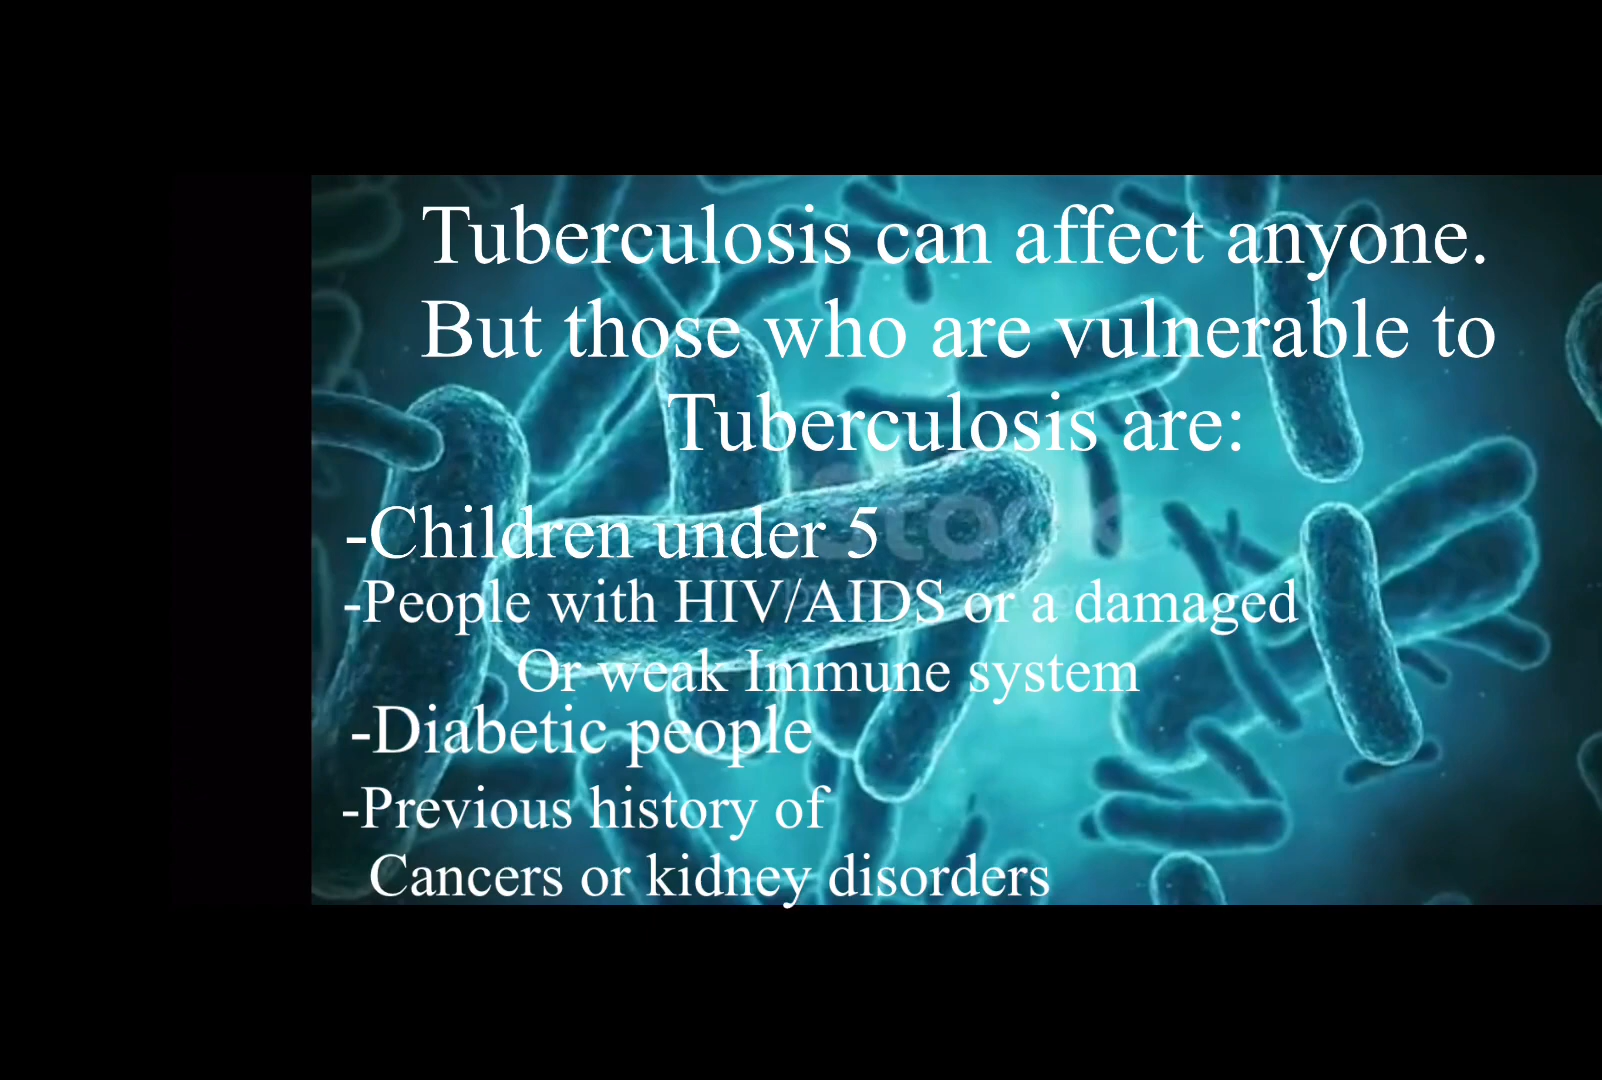 Tuberculosis can affect anyone.
But those who are vulnerable to
Tuberculosis are:
-Children under 5
-People with HIV/AIDS or a damaged
Or weak Immune system
-Diabetic people
-Previous history of
Cancers or kidney disorders